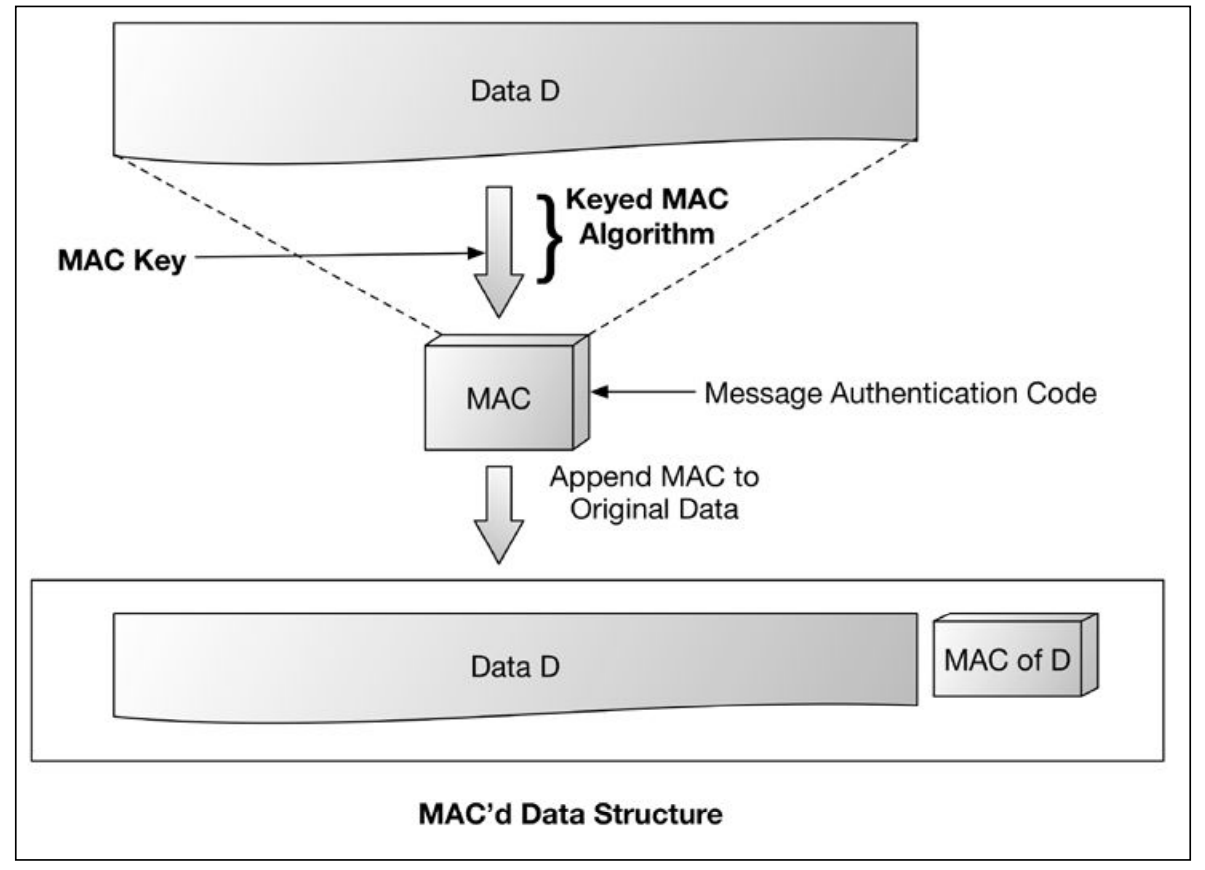 Data D
Keyed MAC
Algorithm
MAC Key
MAC
Message Authentication Code
Append MAC to
Original Data
Data D
MAC of D
MAC’d Data Structure